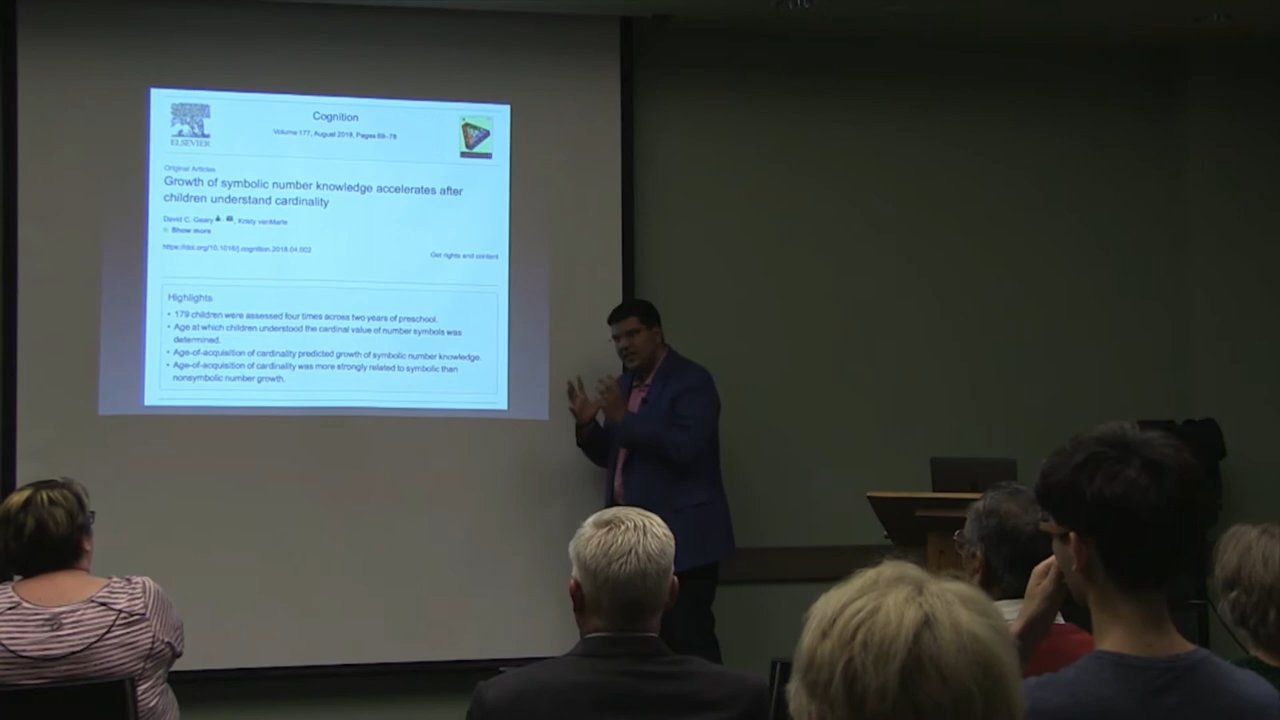 ELSEVIER
Cognition
Volume 177, August 2018, Pages 69–78
Original Articles
Growth of symbolic number knowledge accelerates after
children understand cardinality
David C. Geary, Kristy vanMarle
Show more
https://doi.org/10.1016/j.cognition.2018.04.002
Get rights and content
Highlights
• 179 children were assessed four times across two years of preschool.
• Age at which children understood the cardinal value of number symbols was
determined.
• Age-of-acquisition of cardinality predicted growth of symbolic number knowledge.
• Age-of-acquisition of cardinality was more strongly related to symbolic than
nonsymbolic number growth.